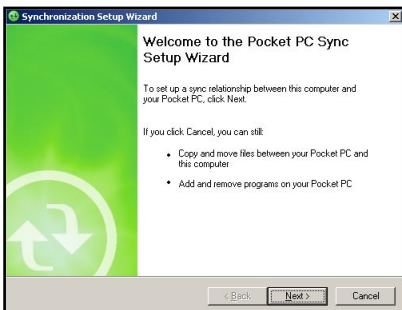 Synchronization Setup Wizard
Welcome to the Pocket PC Sync
Setup Wizard
To set up a sync relationship between this computer and
your Pocket PC, click Next.
If you click Cancel, you can still:
• Copy and move files between your Pocket PC and
this computer
• Add and remove programs on your Pocket PC
< Back
Next >
Cancel